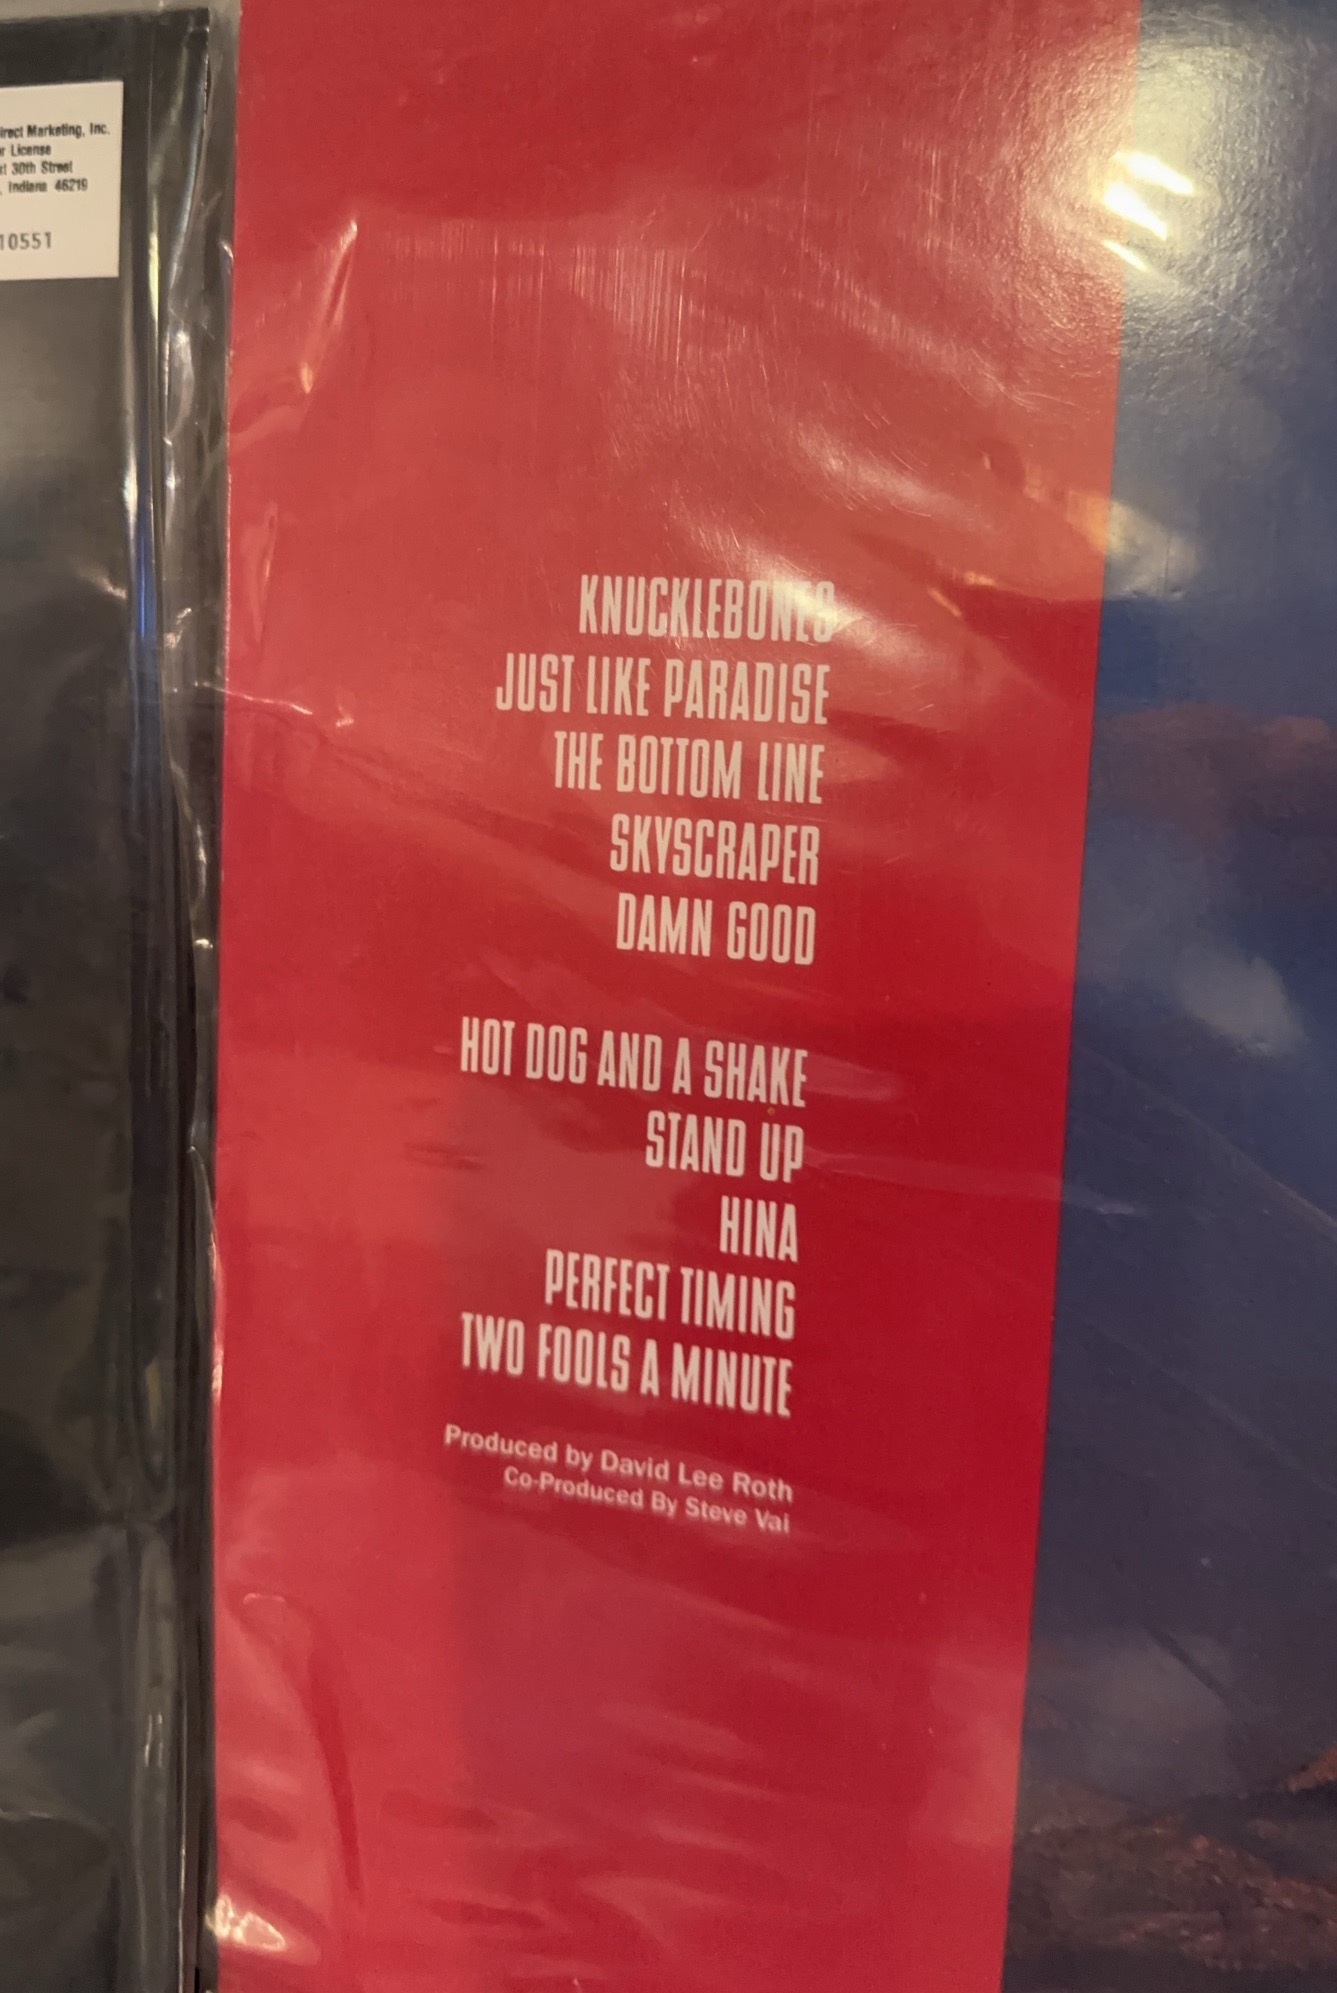 irect Marketing, Inc.
r License
st 30th Street
, Indiana 46219
10551
KNUCKLEBONES
JUST LIKE PARADISE
THE BOTTOM LINE
SKYSCRAPER
DAMN GOOD
HOT DOG AND A SHAKE
STAND UP
HINA
PERFECT TIMING
TWO FOOLS A MINUTE
Produced by David Lee Roth
Co-Produced By Steve Vai